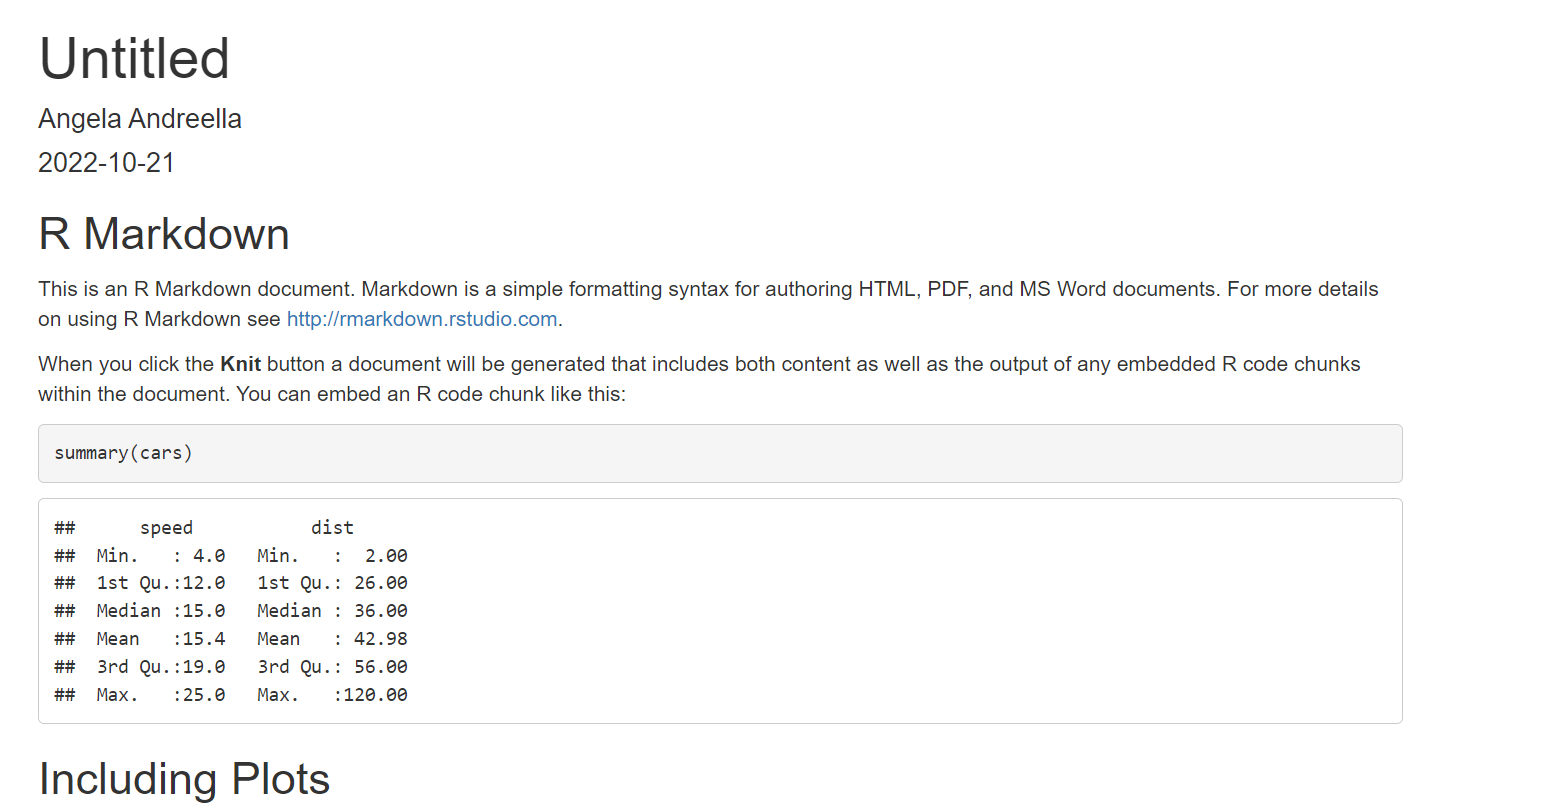 Untitled
Angela Andreella
2022-10-21
R Markdown
This is an R Markdown document. Markdown is a simple formatting syntax for authoring HTML, PDF, and MS Word documents. For more details
on using R Markdown see http://rmarkdown.rstudio.com.
When you click the Knit button a document will be generated that includes both content as well as the output of any embedded R code chunks
within the document. You can embed an R code chunk like this:
summary(cars)
##      speed           dist
##  Min.   : 4.0   Min.   :  2.00
##  1st Qu.:12.0   1st Qu.: 26.00
##  Median :15.0   Median : 36.00
##  Mean   :15.4   Mean   : 42.98
##  3rd Qu.:19.0   3rd Qu.: 56.00
##  Max.   :25.0   Max.   :120.00
Including Plots